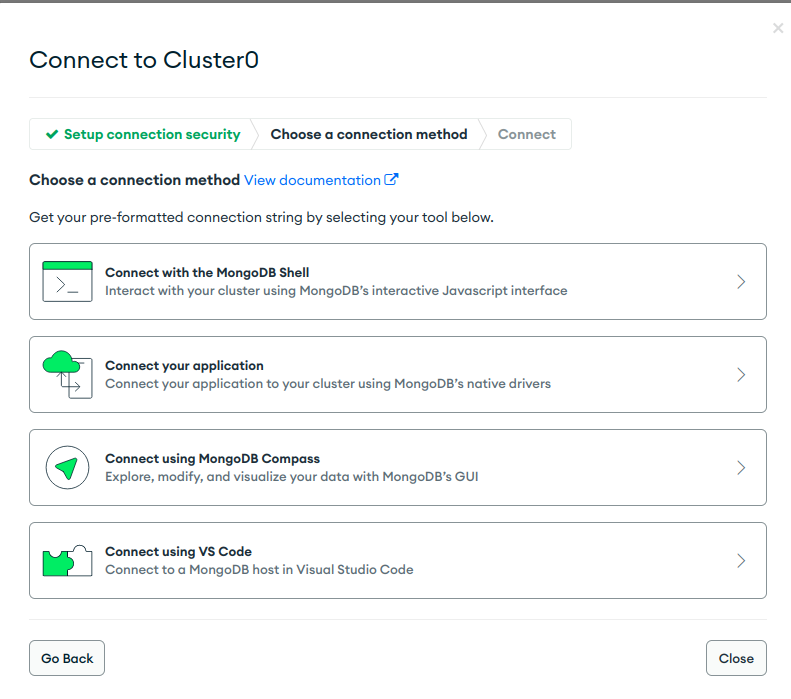 ×
Connect to Cluster0
✔ Setup connection security
Choose a connection method
Connect
Choose a connection method View documentation
Get your pre-formatted connection string by selecting your tool below.
>_
Connect with the MongoDB Shell
Interact with your cluster using MongoDB's interactive Javascript interface
Connect your application
Connect your application to your cluster using MongoDB's native drivers
Connect using MongoDB Compass
Explore, modify, and visualize your data with MongoDB's GUI
Connect using VS Code
Connect to a MongoDB host in Visual Studio Code
Go Back
Close